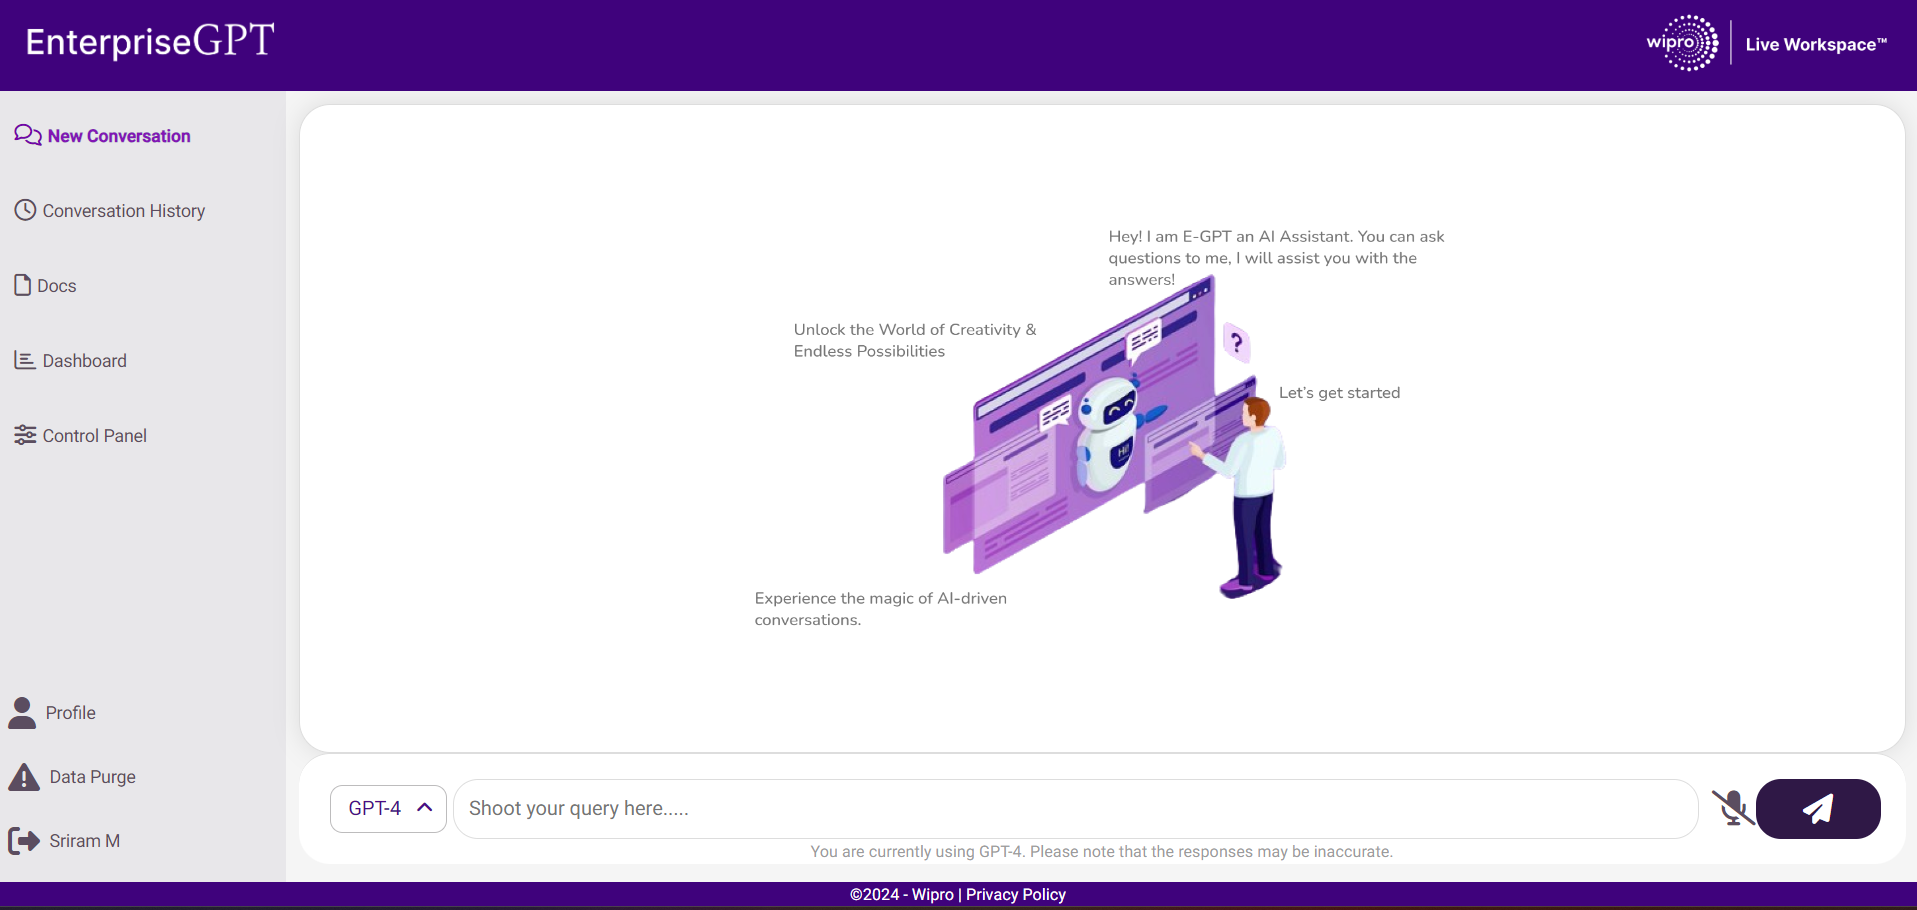 EnterpriseGPT
wipro
Live Workspace™
New Conversation
Conversation History
Docs
Dashboard
Control Panel
Profile
Data Purge
Sriram M
Hey! I am E-GPT an AI Assistant. You can ask
questions to me, I will assist you with the
answers!
Unlock the World of Creativity &
Endless Possibilities
?
Let's get started
Hi!
Experience the magic of AI-driven
conversations.
GPT-4
Shoot your query here.....
You are currently using GPT-4. Please note that the responses may be inaccurate.
©2024 - Wipro | Privacy Policy